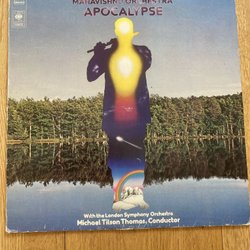 MAHAVISHNU ORCHESTRA
APOCALYPSE
With the London Symphony Orchestra
Michael Tilson Thomas, Conductor